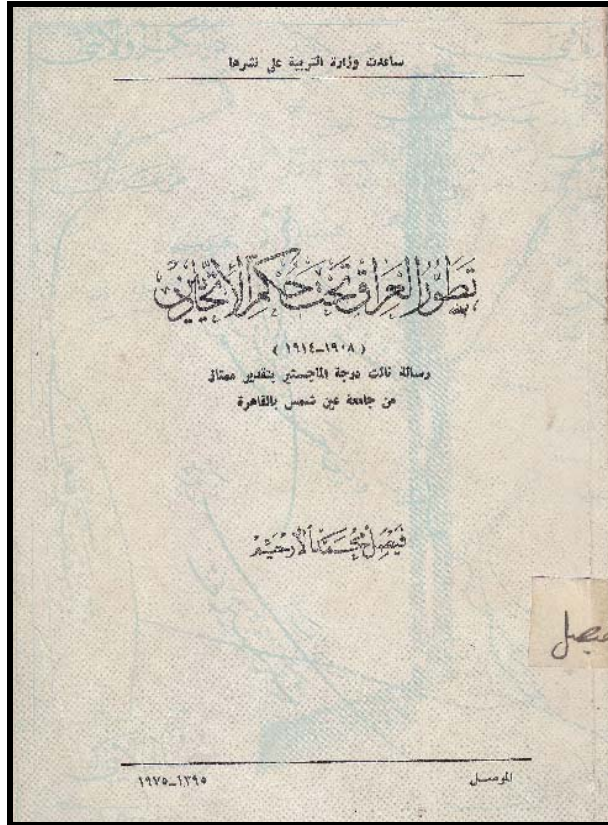 ساعدت وزارة التربية على نشرها
تطور العراق تحت حكم الاتحاديين
( ١٩٠٨-١٩١٤ )
رسالة نالت درجة الماجستير بتقدير ممتاز
من جامعة عين شمس بالقاهرة
فيصل محمد الأرحيم
الموصل
١٣٩٥-١٩٧٥